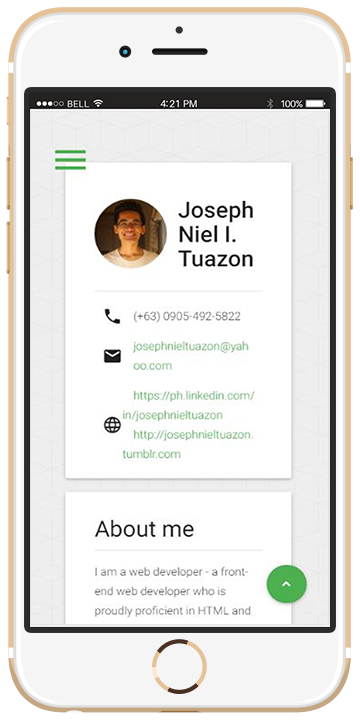 BELL 4:21 PM 100%
Joseph
Niel I.
Tuazon
(+63) 0905-492-5822
josephnieltuazon@yah
oo.com
https://ph.linkedin.com/
in/josephnieltuazon
http://josephnieltuazon.
tumblr.com
About me
I am a web developer - a front-
end web developer who is
proudly proficient in HTML and